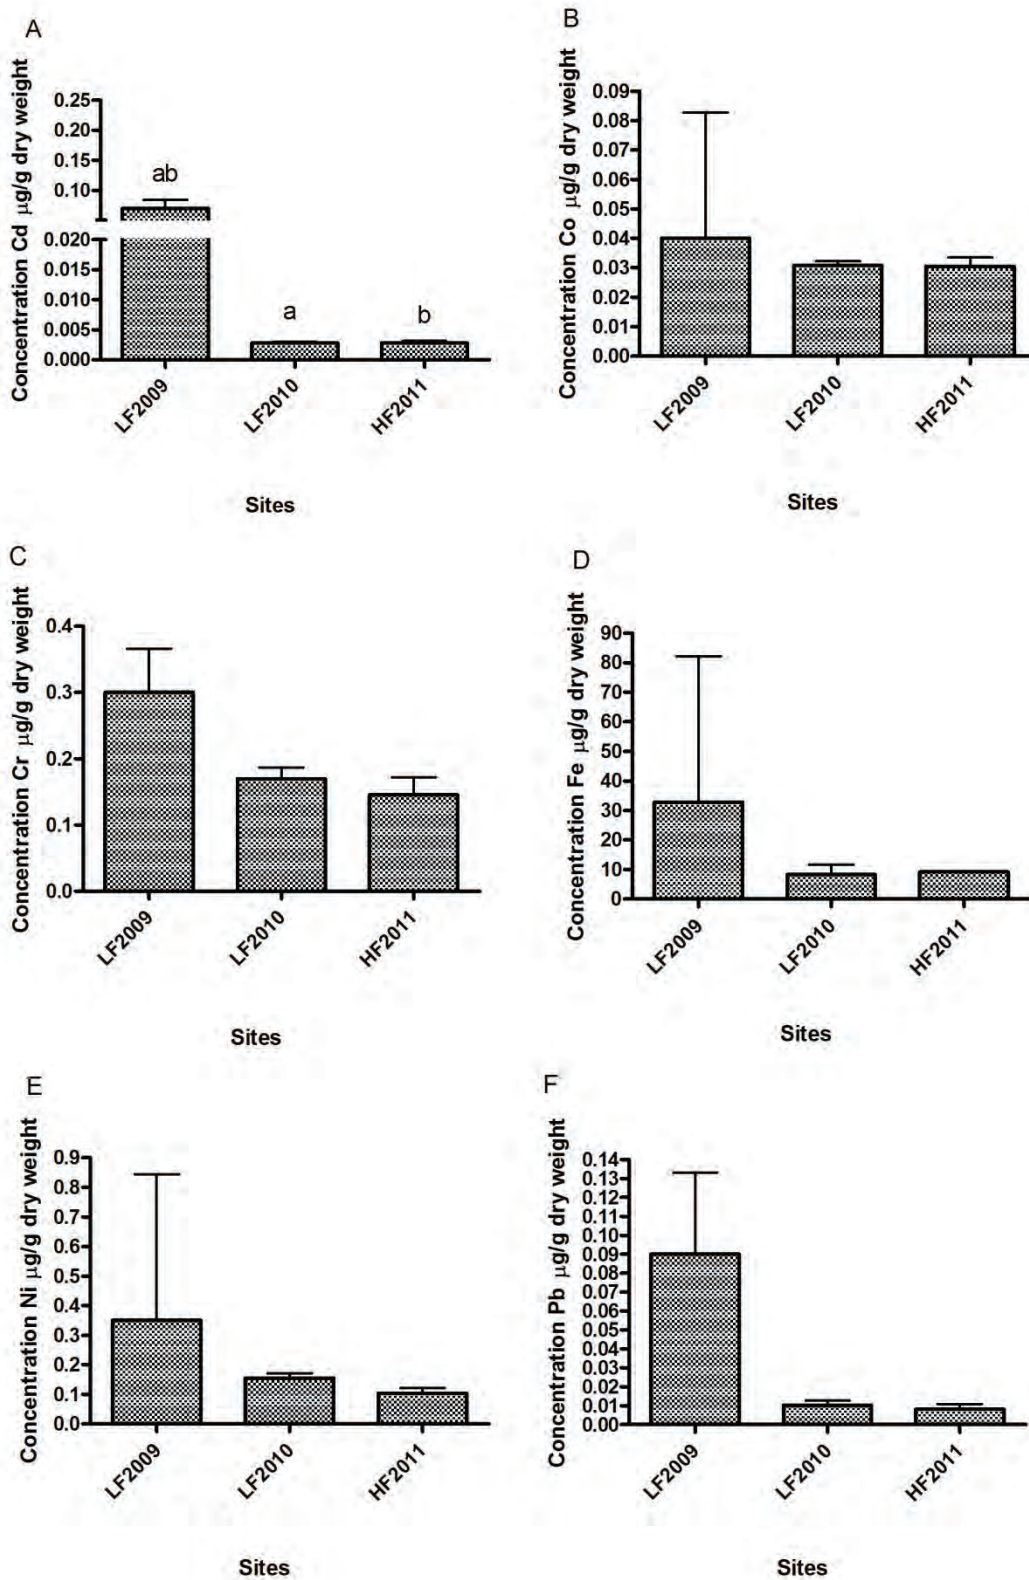 A
Concentration Cd µg/g dry weight
0.25
0.20
0.15
0.10
0.020
0.015
0.010
0.005
0.000
ab
a
b
LF2009
LF2010
HF2011
Sites
B
Concentration Co µg/g dry weight
0.09
0.08
0.07
0.06
0.05
0.04
0.03
0.02
0.01
0.00
LF2009
LF2010
HF2011
Sites
C
Concentration Cr µg/g dry weight
0.4
0.3
0.2
0.1
0.0
LF2009
LF2010
HF2011
Sites
D
Concentration Fe µg/g dry weight
90
80
70
60
50
40
30
20
10
0
LF2009
LF2010
HF2011
Sites
E
Concentration Ni µg/g dry weight
0.9
0.8
0.7
0.6
0.5
0.4
0.3
0.2
0.1
0.0
LF2009
LF2010
HF2011
Sites
F
Concentration Pb µg/g dry weight
0.14
0.13
0.12
0.11
0.10
0.09
0.08
0.07
0.06
0.05
0.04
0.03
0.02
0.01
0.00
LF2009
LF2010
HF2011
Sites